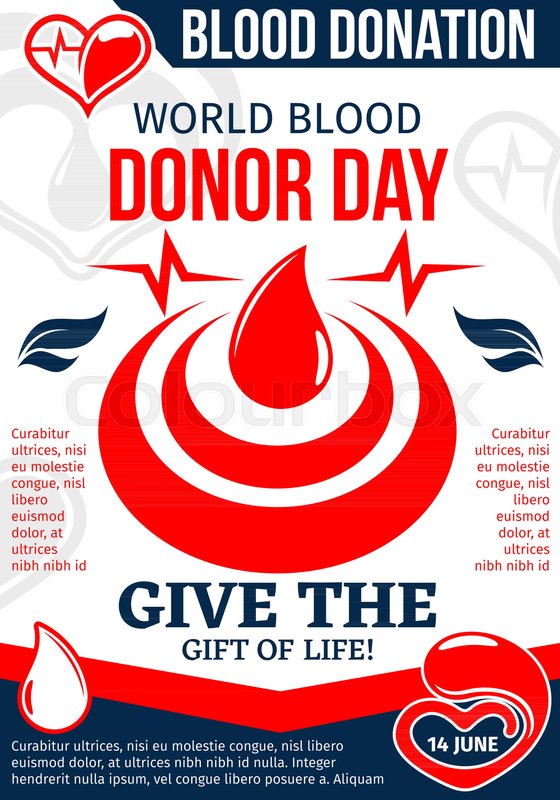 BLOOD DONATION
WORLD BLOOD
DONOR DAY
colourbox
Curabitur
ultrices, nisi
eu molestie
congue, nisl
libero
euismod
dolor, at
ultrices
nibh nibh id
Curabitur
ultrices, nisi
eu molestie
congue, nisl
libero
euismod
dolor, at
ultrices
nibh nibh id
GIVE THE
GIFT OF LIFE!
14 JUNE
Curabitur ultrices, nisi eu molestie congue, nisl libero
euismod dolor, at ultrices nibh nibh id nulla. Integer
hendrerit nulla ipsum, vel congue libero posuere a. Aliquam